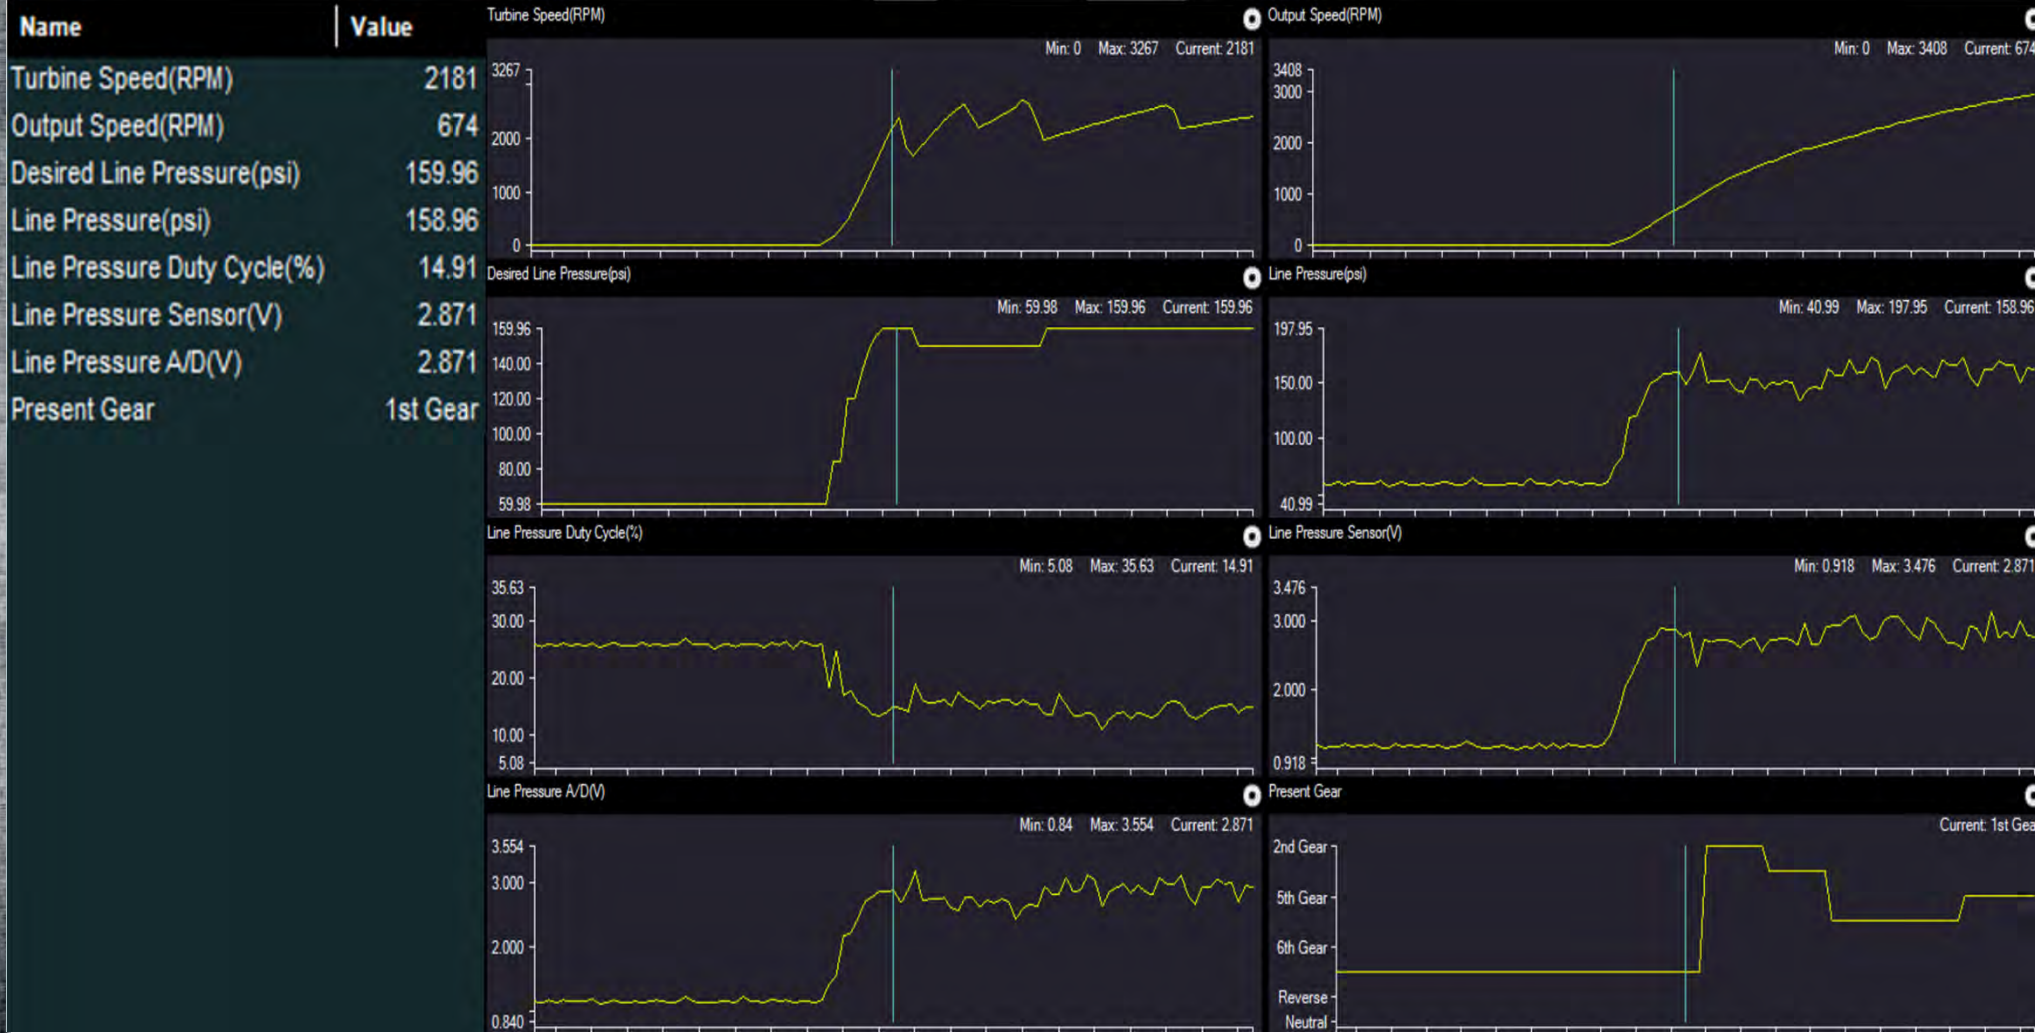 Name Value
Turbine Speed(RPM) 2181
Output Speed(RPM) 674
Desired Line Pressure(psi) 159.96
Line Pressure(psi) 158.96
Line Pressure Duty Cycle(%) 14.91
Line Pressure Sensor(V) 2.871
Line Pressure A/D(V) 2.871
Present Gear 1st Gear
Turbine Speed(RPM)
Min: 0 Max: 3267 Current: 2181
3267
2000
1000
0
Output Speed(RPM)
Min: 0 Max: 3408 Current: 674
3408
3000
2000
1000
0
Desired Line Pressure(psi)
Min: 59.98 Max: 159.96 Current: 159.96
159.96
140.00
120.00
100.00
80.00
59.98
Line Pressure(psi)
Min: 40.99 Max: 197.95 Current: 158.96
197.95
150.00
100.00
40.99
Line Pressure Duty Cycle(%)
Min: 5.08 Max: 35.63 Current: 14.91
35.63
30.00
20.00
10.00
5.08
Line Pressure Sensor(V)
Min: 0.918 Max: 3.476 Current: 2.871
3.476
3.000
2.000
0.918
Line Pressure A/D(V)
Min: 0.84 Max: 3.554 Current: 2.871
3.554
3.000
2.000
0.840
Present Gear
Current: 1st Gea
2nd Gear
5th Gear
6th Gear
Reverse
Neutral